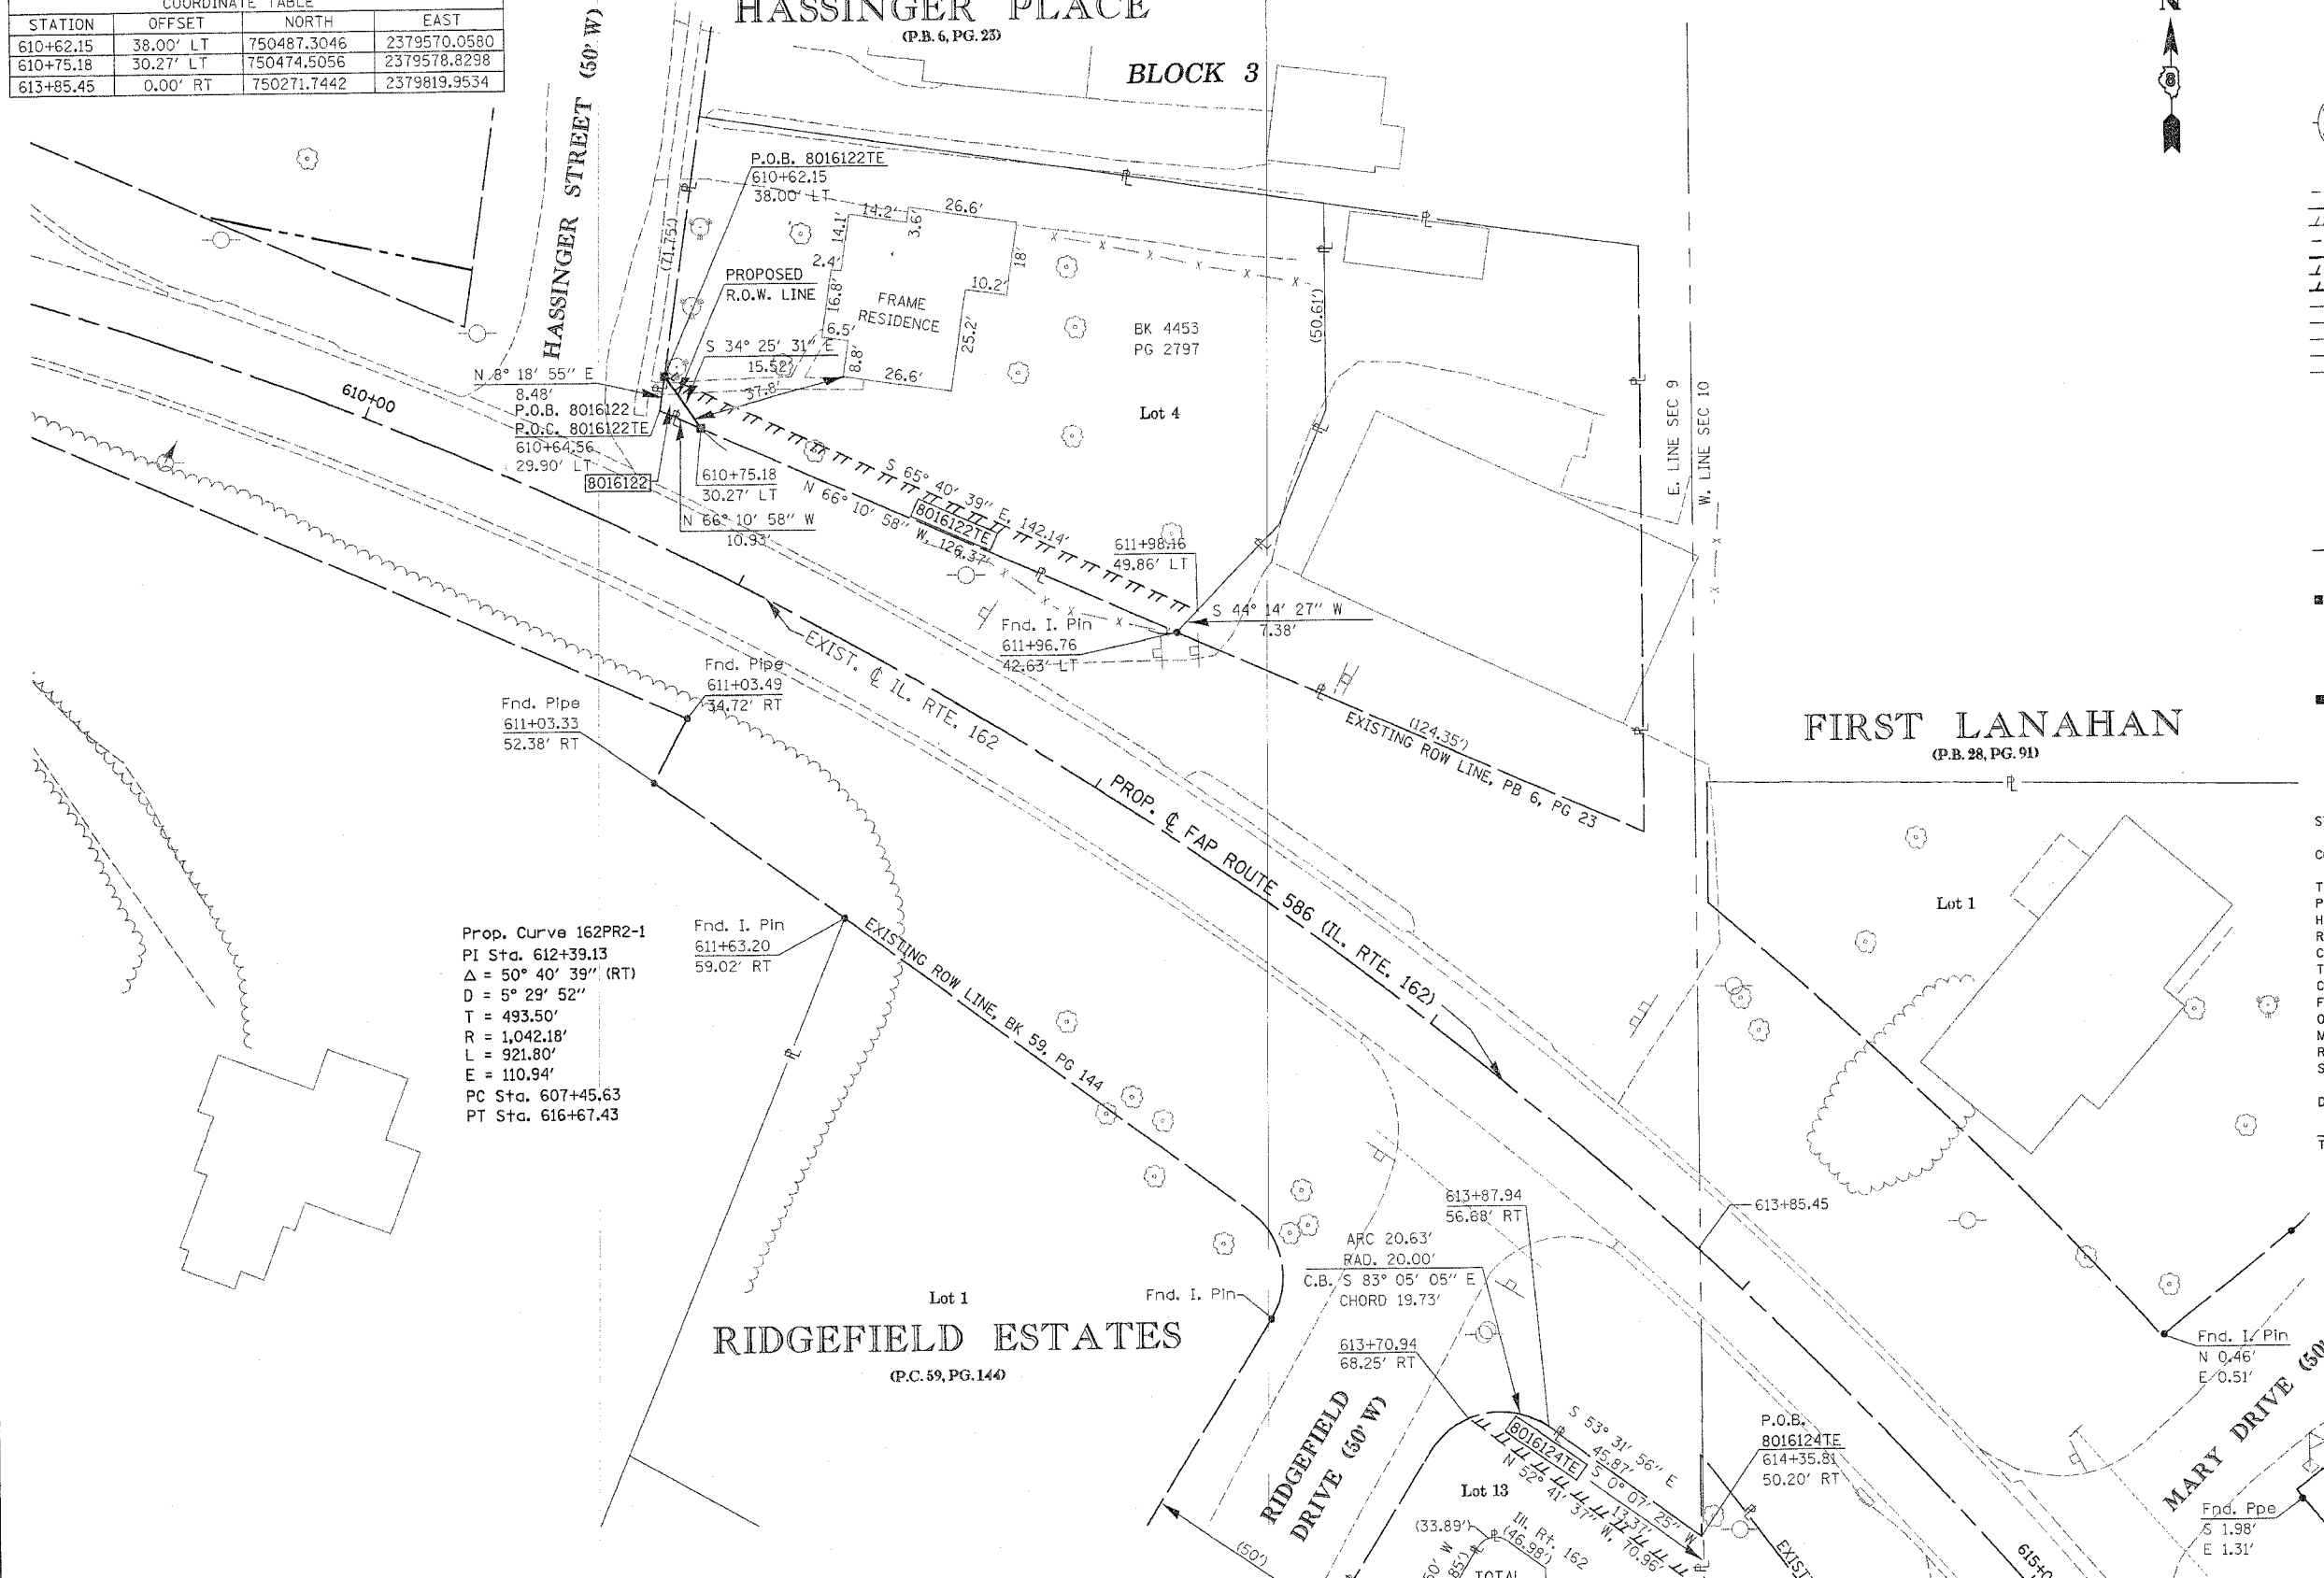 COORDINATE TABLE
STATION OFFSET NORTH EAST
610+62.15 38.00' LT 750487.3046 2379570.0580
610+75.18 30.27' LT 750474.5056 2379578.8298
613+85.45 0.00' RT 750271.7442 2379819.9534
HASSINGER PLACE
(P.B. 6, PG. 23)
BLOCK 3
N
8
HASSINGER STREET (50' W)
(71.75')
P.O.B. 8016122TE
610+62.15
38.00' LT
PROPOSED
R.O.W. LINE
14.2'
26.6'
3.6'
14.1'
2.4'
16.8'
18'
10.2'
FRAME
RESIDENCE
25.2'
6.5'
8.8'
26.6'
37.8'
S 34° 25' 31" E
15.52'
BK 4453
PG 2797
(50.61')
Lot 4
E. LINE SEC 9
W. LINE SEC 10
N 8° 18' 55" E
8.48'
P.O.B. 8016122
P.O.C. 8016122TE
610+64.56
29.90' LT
8016122
610+00
610+75.18
30.27' LT
N 66° 10' 58" W
10.93'
S 65° 40' 39" E, 142.14'
8016122TE
N 66° 10' 58" W, 126.37'
611+98.16
49.86' LT
S 44° 14' 27" W
7.38'
Fnd. I. Pin
611+96.76
42.63' LT
EXIST. ℄ IL. RTE. 162
Fnd. Pipe
611+03.49
34.72' RT
Fnd. Pipe
611+03.33
52.38' RT
(124.35')
EXISTING ROW LINE, PB 6, PG 23
FIRST LANAHAN
(P.B. 28, PG. 91)
Lot 1
PROP. ℄ FAP ROUTE 586 (IL. RTE. 162)
Prop. Curve 162PR2-1
PI Sta. 612+39.13
Δ = 50° 40' 39" (RT)
D = 5° 29' 52"
T = 493.50'
R = 1,042.18'
L = 921.80'
E = 110.94'
PC Sta. 607+45.63
PT Sta. 616+67.43
Fnd. I. Pin
611+63.20
59.02' RT
EXISTING ROW LINE, BK 59, PG 144
613+87.94
56.68' RT
613+85.45
ARC 20.63'
RAD. 20.00'
C.B. S 83° 05' 05" E
CHORD 19.73'
Fnd. I. Pin
Lot 1
RIDGEFIELD ESTATES
(P.C. 59, PG. 144)
613+70.94
68.25' RT
RIDGEFIELD
DRIVE (50' W)
(50')
S 53° 31' 56" E
45.87'
8016124TE
S 0° 07' 25" W
13.37'
N 52° 41' 37" W, 70.96'
Lot 13
P.O.B.
8016124TE
614+35.81
50.20' RT
Ill. Rt. 162
(46.98')
(33.89')
TOTAL
615+0
Fnd. I. Pin
N 0.46'
E 0.51'
MARY DRIVE (50'
Fnd. Ppe
S 1.98'
E 1.31'